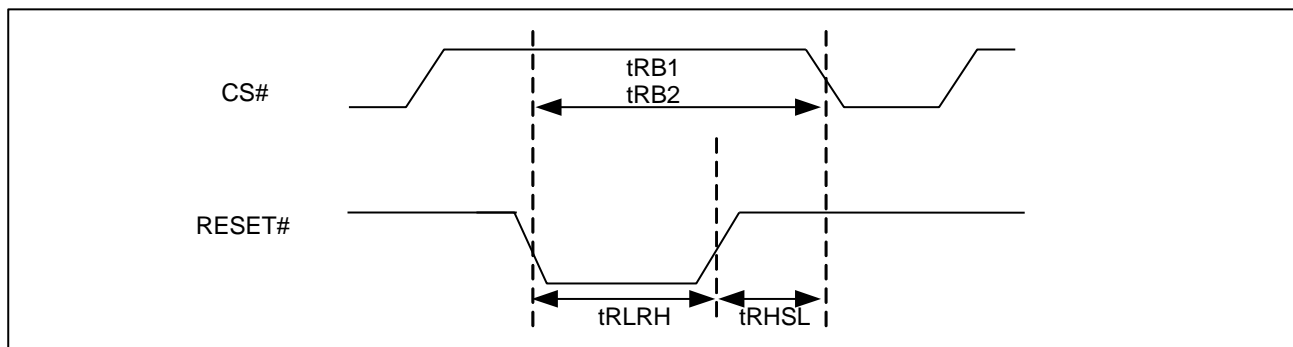 tRB1
CS#
tRB2
RESET#
tRLRH
tRHSL